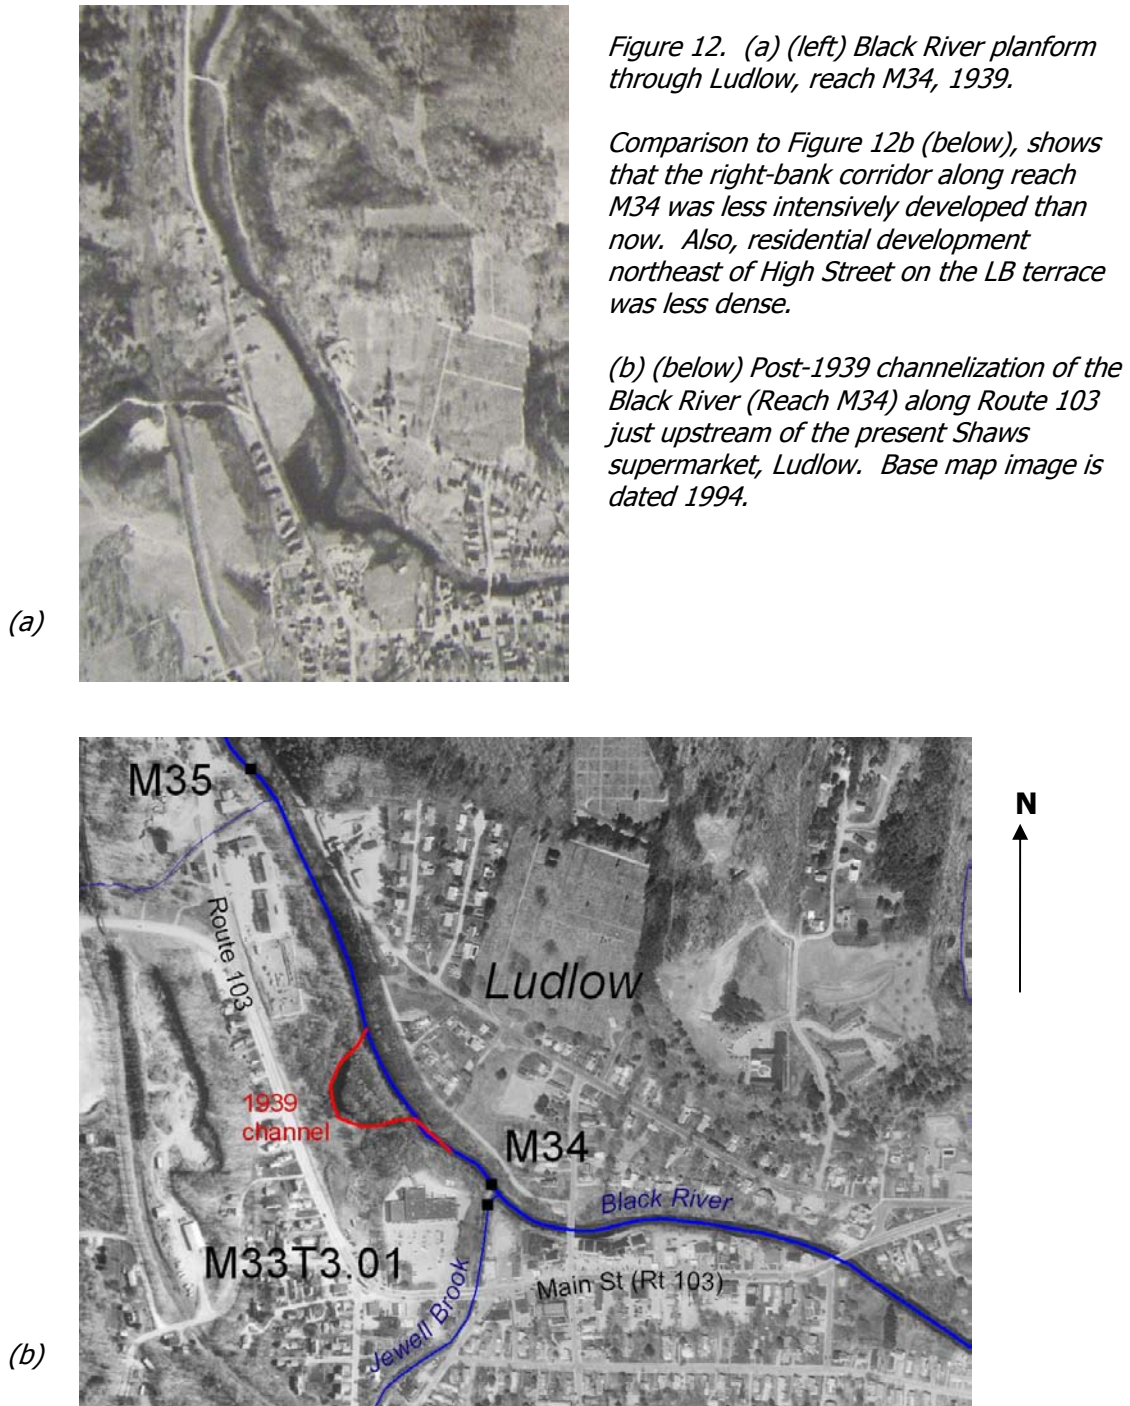 Figure 12. (a) (left) Black River planform
through Ludlow, reach M34, 1939.
Comparison to Figure 12b (below), shows
that the right-bank corridor along reach
M34 was less intensively developed than
now. Also, residential development
northeast of High Street on the LB terrace
was less dense.
(b) (below) Post-1939 channelization of the
Black River (Reach M34) along Route 103
just upstream of the present Shaws
supermarket, Ludlow. Base map image is
dated 1994.
(a)
M35
N
Route 103
Ludlow
1939
channel
M34
Black River
M33T3.01
Main St (Rt 103)
Jewell Brook
(b)